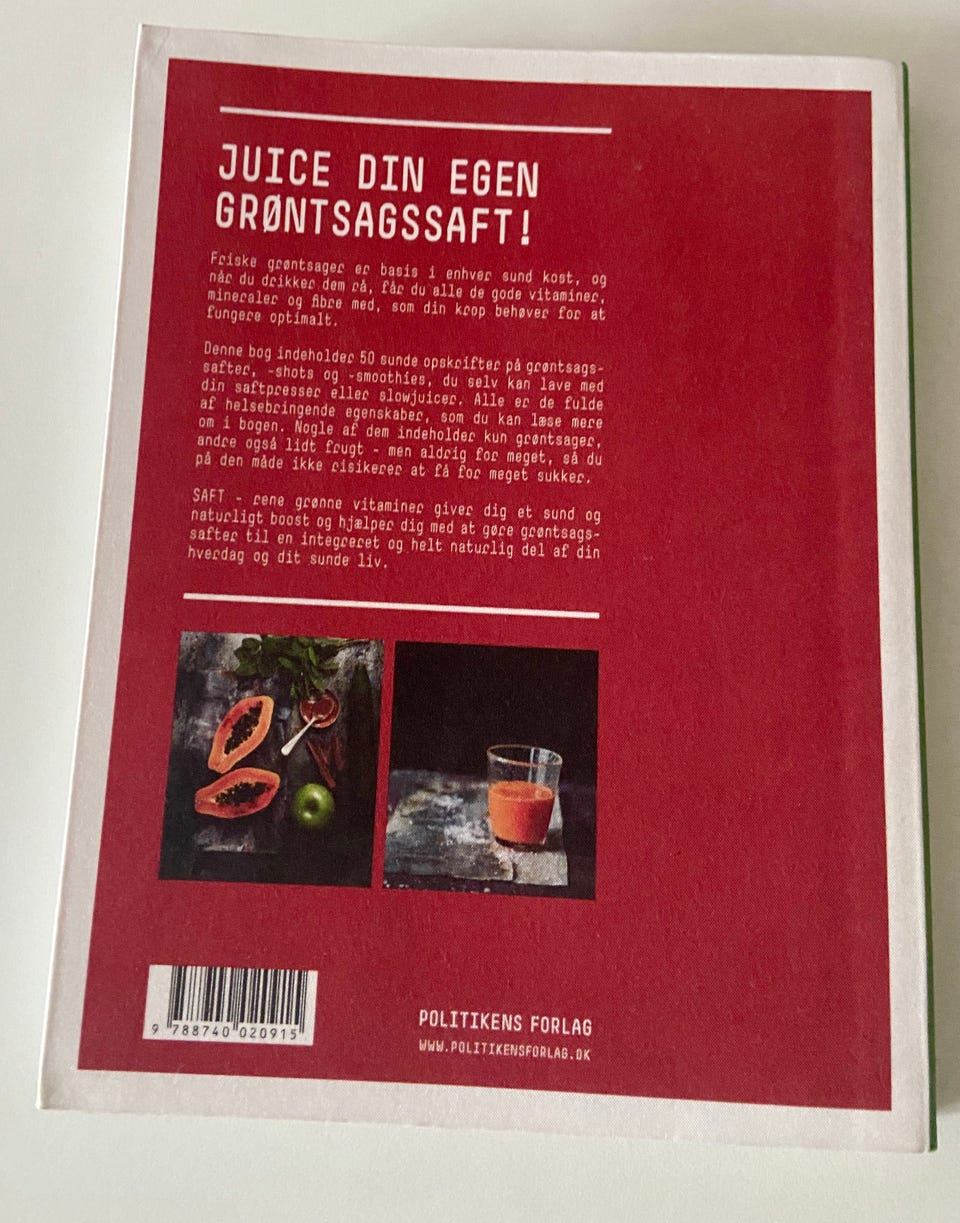 JUICE DIN EGEN
GRØNTSAGSSAFT!
Friske grøntsager er basis i enhver sund kost, og
når du drikker dem rå, får du alle de gode vitaminer,
mineraler og fibre med, som din krop behøver for at
fungere optimalt.
Denne bog indeholder 50 sunde opskrifter på grøntsags-
safter, -shots og -smoothies, du selv kan lave med
din saftpresser eller slowjuicer. Alle er de fulde
af helsebringende egenskaber, som du kan læse mere
om i bogen. Nogle af dem indeholder kun grøntsager,
andre også lidt frugt - men aldrig for meget, så du
på den måde ikke risikerer at få for meget sukker.
SAFT - rene grønne vitaminer giver dig et sund og
naturligt boost og hjælper dig med at gøre grøntsags-
safter til en integreret og helt naturlig del af din
hverdag og dit sunde liv.
9 788740 020915
POLITIKENS FORLAG
WWW.POLITIKENSFORLAG.DK